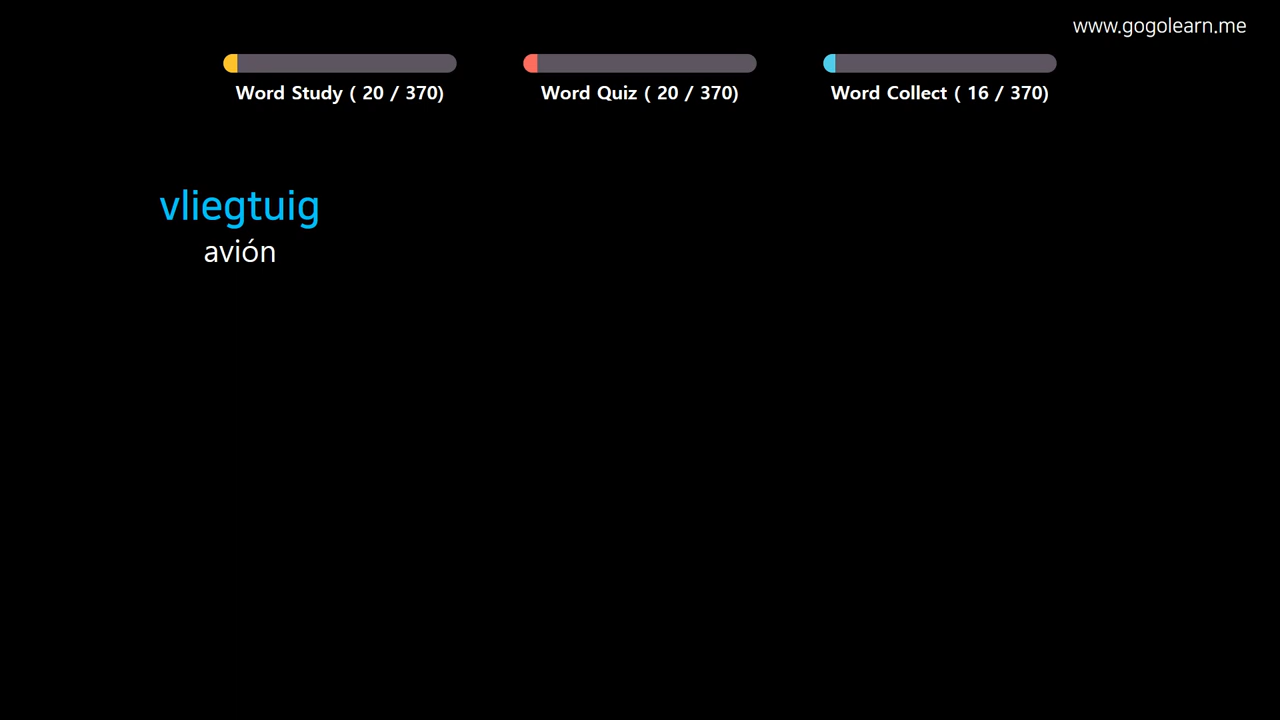 www.gogolearn.me
Word Study ( 20 / 370)
Word Quiz ( 20 / 370)
Word Collect ( 16 / 370)
vliegtuig
avión